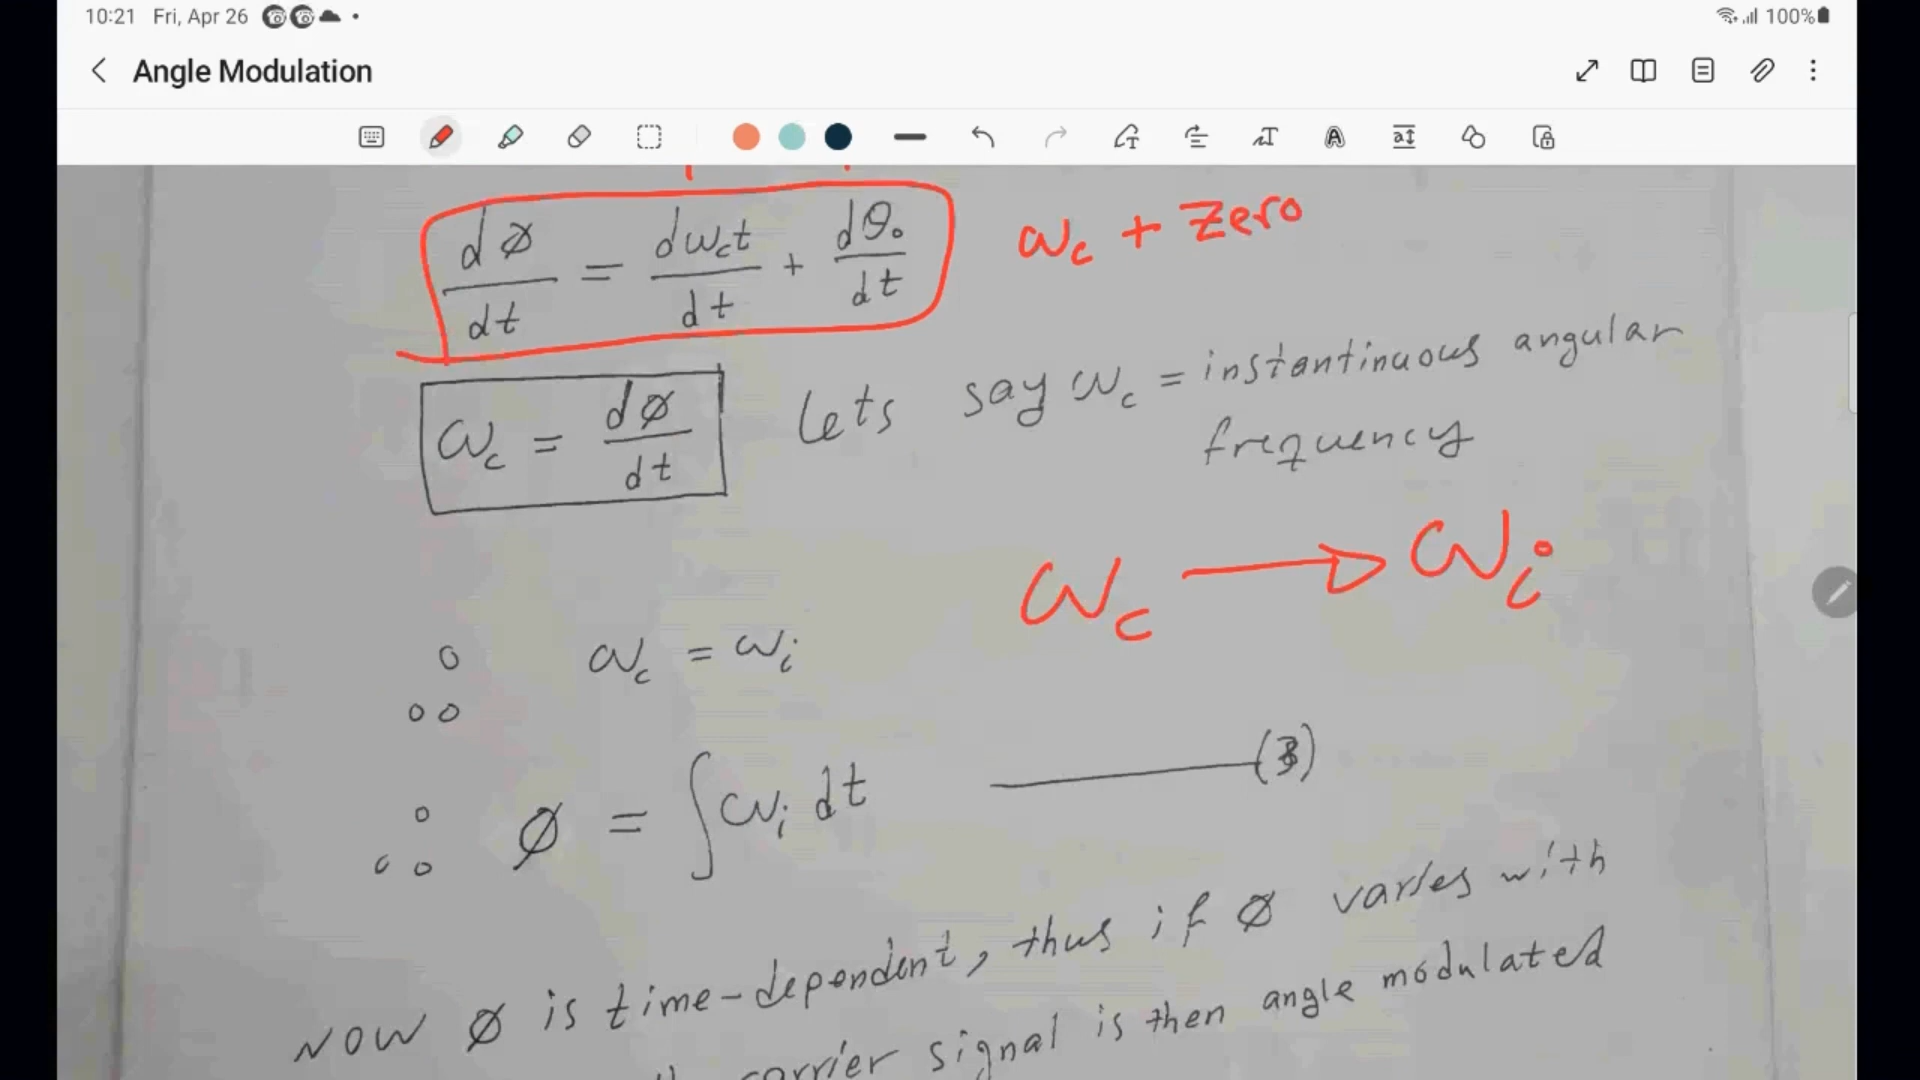 10:21 Fri, Apr 26
100%
Angle Modulation
dø/dt = dωct/dt + dθo/dt
ωc + zero
ωc = dø/dt
Lets say ωc = instantinuous angular
frequency
ωc → ωi
∴ ωc = ωi
∴ ø = ∫ωi dt (3)
Now ø is time-dependent, thus if ø varies with
carrier signal is then angle modulated